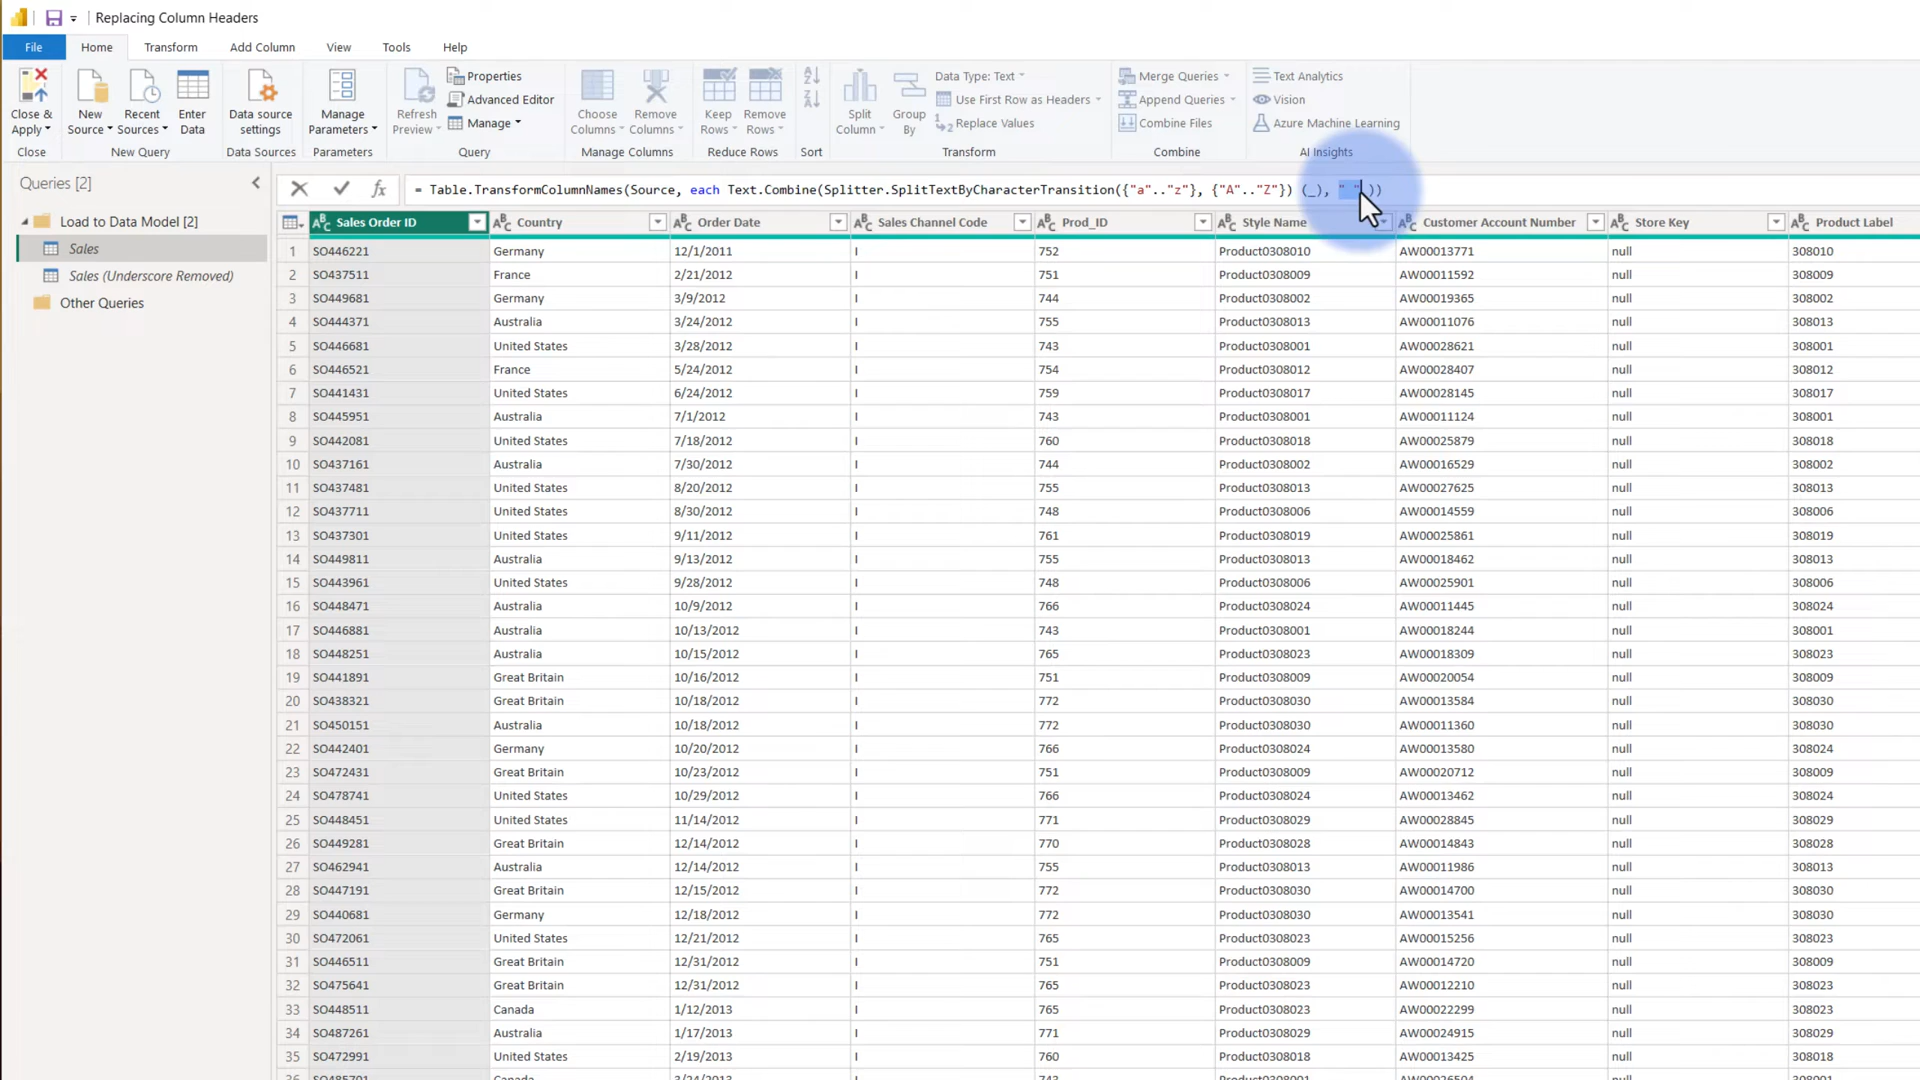 Replacing Column Headers
File Home Transform Add Column View Tools Help
Close & Apply
New Source
Recent Sources
Enter Data
Data source settings
Manage Parameters
Refresh Preview
Properties
Advanced Editor
Manage
Choose Columns
Remove Columns
Keep Rows
Remove Rows
Split Column
Group By
Data Type: Text
Use First Row as Headers
Replace Values
Merge Queries
Append Queries
Combine Files
Text Analytics
Vision
Azure Machine Learning
Close New Query Data Sources Parameters Query Manage Columns Reduce Rows Sort Transform Combine AI Insights
Queries [2]
Load to Data Model [2]
Sales
Sales (Underscore Removed)
Other Queries
= Table.TransformColumnNames(Source, each Text.Combine(Splitter.SplitTextByCharacterTransition({"a".."z"}, {"A".."Z"}) (_), " " ))
Sales Order ID Country Order Date Sales Channel Code Prod_ID Style Name Customer Account Number Store Key Product Label
1 SO446221 Germany 12/1/2011 I 752 Product0308010 AW00013771 null 308010
2 SO437511 France 2/21/2012 I 751 Product0308009 AW00011592 null 308009
3 SO449681 Germany 3/9/2012 I 744 Product0308002 AW00019365 null 308002
4 SO444371 Australia 3/24/2012 I 755 Product0308013 AW00011076 null 308013
5 SO446681 United States 3/28/2012 I 743 Product0308001 AW00028621 null 308001
6 SO446521 France 5/24/2012 I 754 Product0308012 AW00028407 null 308012
7 SO441431 United States 6/24/2012 I 759 Product0308017 AW00028145 null 308017
8 SO445951 Australia 7/1/2012 I 743 Product0308001 AW00011124 null 308001
9 SO442081 United States 7/18/2012 I 760 Product0308018 AW00025879 null 308018
10 SO437161 Australia 7/30/2012 I 744 Product0308002 AW00016529 null 308002
11 SO437481 United States 8/20/2012 I 755 Product0308013 AW00027625 null 308013
12 SO437711 United States 8/30/2012 I 748 Product0308006 AW00014559 null 308006
13 SO437301 United States 9/11/2012 I 761 Product0308019 AW00025861 null 308019
14 SO449811 Australia 9/13/2012 I 755 Product0308013 AW00018462 null 308013
15 SO443961 United States 9/28/2012 I 748 Product0308006 AW00025901 null 308006
16 SO448471 Australia 10/9/2012 I 766 Product0308024 AW00011445 null 308024
17 SO446881 Australia 10/13/2012 I 743 Product0308001 AW00018244 null 308001
18 SO448251 Australia 10/15/2012 I 765 Product0308023 AW00018309 null 308023
19 SO441891 Great Britain 10/16/2012 I 751 Product0308009 AW00020054 null 308009
20 SO438321 Great Britain 10/18/2012 I 772 Product0308030 AW00013584 null 308030
21 SO450151 Australia 10/18/2012 I 772 Product0308030 AW00011360 null 308030
22 SO442401 Germany 10/20/2012 I 766 Product0308024 AW00013580 null 308024
23 SO472431 Great Britain 10/23/2012 I 751 Product0308009 AW00020712 null 308009
24 SO478741 United States 10/29/2012 I 766 Product0308024 AW00013462 null 308024
25 SO448451 United States 11/14/2012 I 771 Product0308029 AW00028845 null 308029
26 SO449281 Great Britain 12/14/2012 I 770 Product0308028 AW00014843 null 308028
27 SO462941 Australia 12/14/2012 I 755 Product0308013 AW00011986 null 308013
28 SO447191 Great Britain 12/15/2012 I 772 Product0308030 AW00014700 null 308030
29 SO440681 Germany 12/18/2012 I 772 Product0308030 AW00013541 null 308030
30 SO472061 United States 12/21/2012 I 765 Product0308023 AW00015256 null 308023
31 SO446511 Great Britain 12/31/2012 I 751 Product0308009 AW00014720 null 308009
32 SO475641 Great Britain 12/31/2012 I 765 Product0308023 AW00012210 null 308023
33 SO448511 Canada 1/12/2013 I 765 Product0308023 AW00022299 null 308023
34 SO487261 Australia 1/17/2013 I 771 Product0308029 AW00024915 null 308029
35 SO472991 United States 2/19/2013 I 760 Product0308018 AW00013425 null 308018